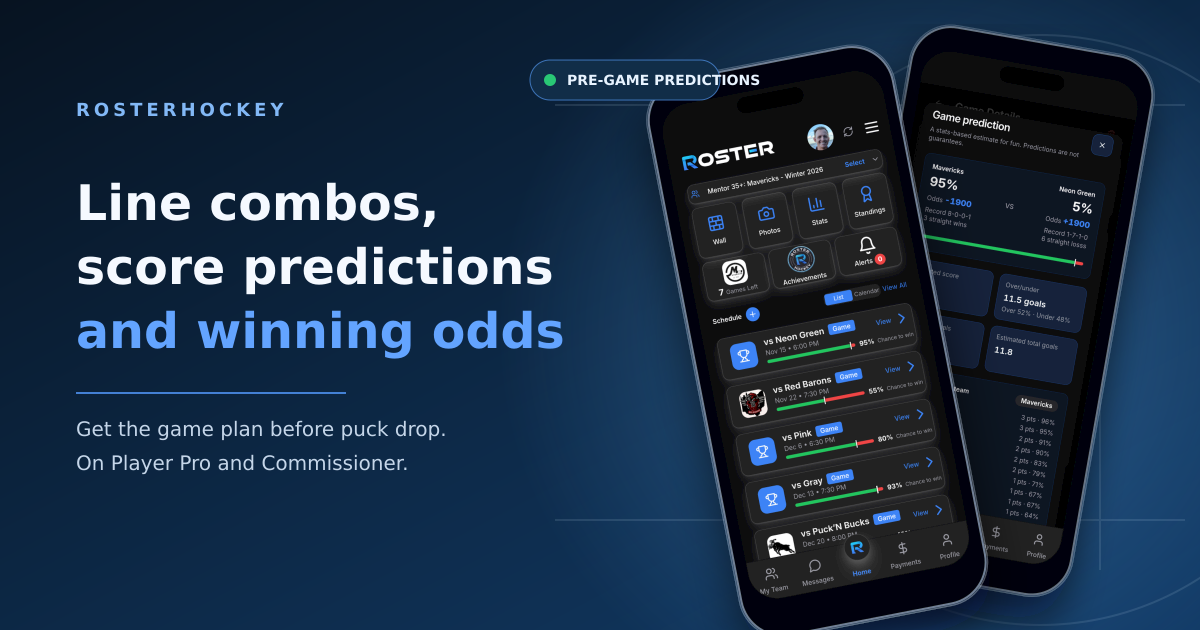 ROSTERHOCKEY
Line combos,
score predictions
and winning odds
Get the game plan before puck drop.
On Player Pro and Commissioner.
PRE-GAME PREDICTIONS
ROSTER
Mentor 35+: Mavericks - Winter 2026
Select
Wall
Photos
Stats
Standings
7 Games Left
Achievements
Alerts 0
Schedule
List
Calendar
View All
vs Neon Green Game
View
Nov 15 • 6:00 PM
95% Chance to win
vs Red Barons Game
View
Nov 22 • 7:30 PM
55% Chance to win
vs Pink Game
View
Dec 6 • 6:30 PM
80% Chance to win
vs Gray Game
View
Dec 13 • 7:30 PM
93% Chance to win
vs Puck'N Bucks Game
View
Dec 20 • 8:00 PM
My Team
Messages
Home
Payments
Profile
Game Details
Game prediction
A stats-based estimate for fun. Predictions are not
guarantees.
Mavericks
Neon Green
95%
vs
5%
Odds -1900
Odds +1900
Record 8-0-0-1
Record 1-7-1-0
3 straight wins
6 straight losss
score
Over/under
11.5 goals
Over 52% · Under 48%
Estimated total goals
11.8
team
Mavericks
3 pts · 96%
3 pts · 95%
2 pts · 91%
2 pts · 90%
2 pts · 83%
2 pts · 79%
1 pts · 71%
1 pts · 67%
1 pts · 67%
1 pts · 64%
yments
Profile